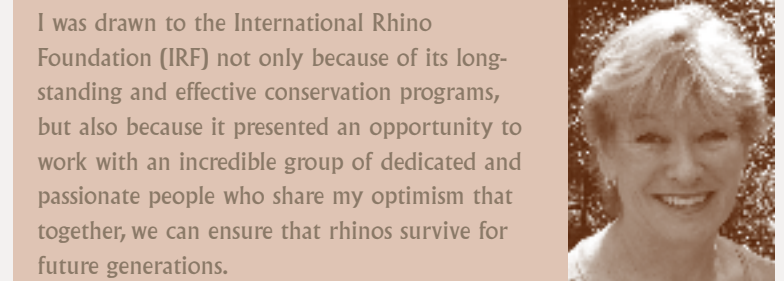 I was drawn to the International Rhino
Foundation (IRF) not only because of its long-
standing and effective conservation programs,
but also because it presented an opportunity to
work with an incredible group of dedicated and
passionate people who share my optimism that
together, we can ensure that rhinos survive for
future generations.